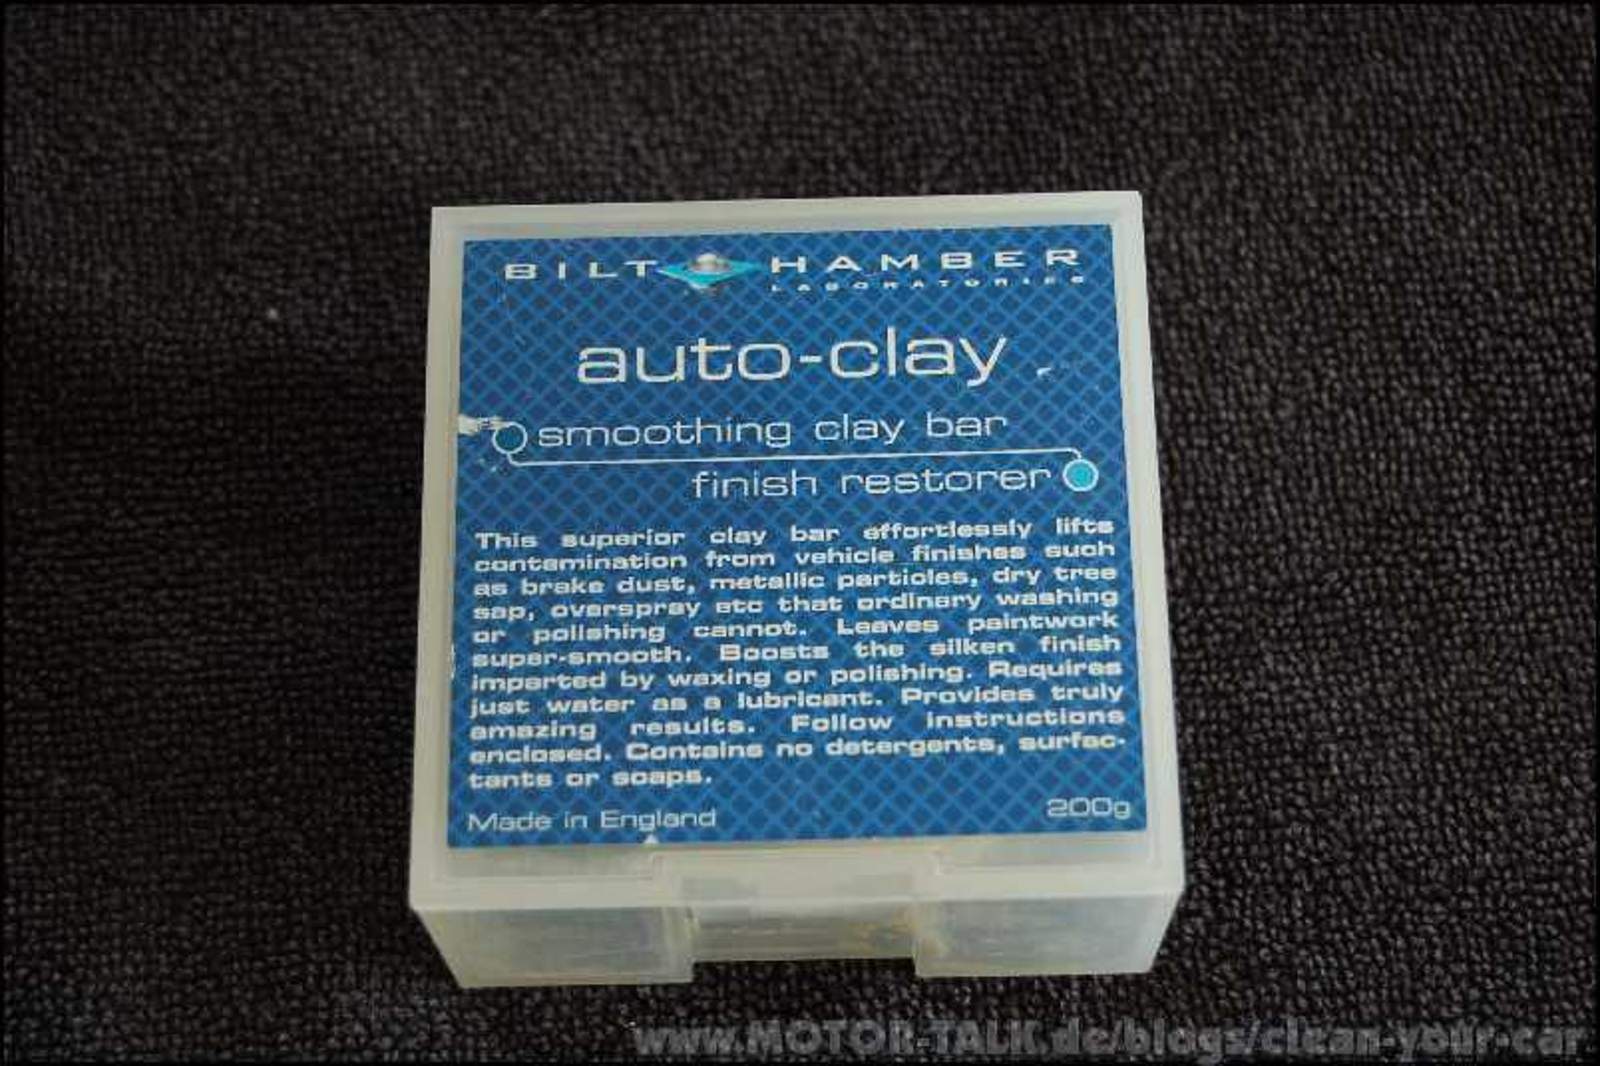 BILT HAMBER
LABORATORIES
auto-clay
smoothing clay bar
finish restorer
This superior clay bar effortlessly lifts
contamination from vehicle finishes such
as brake dust, metallic particles, dry tree
sap, overspray etc that ordinary washing
or polishing cannot. Leaves paintwork
super-smooth. Boosts the silken finish
imparted by waxing or polishing. Requires
just water as a lubricant. Provides truly
amazing results. Follow instructions
enclosed. Contains no detergents, surfac-
tants or soaps.
Made in England 200g
www.MOTOR-TALK.de/blogs/clean-your-car